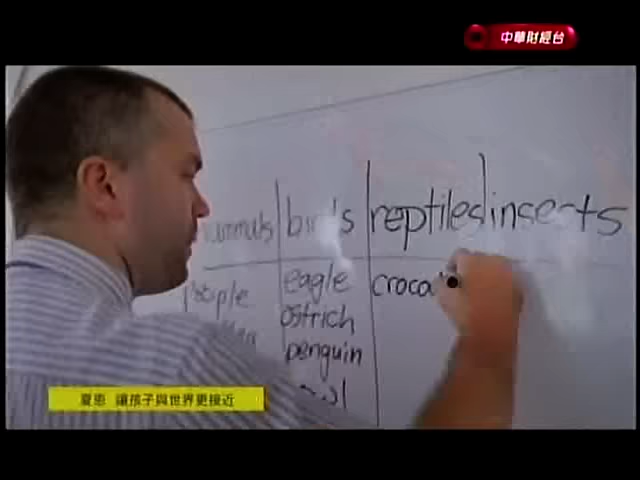 中華財經台
mammals birds reptiles insects
people eagle croco
ostrich
penguin
夏恩 讓孩子與世界更接近